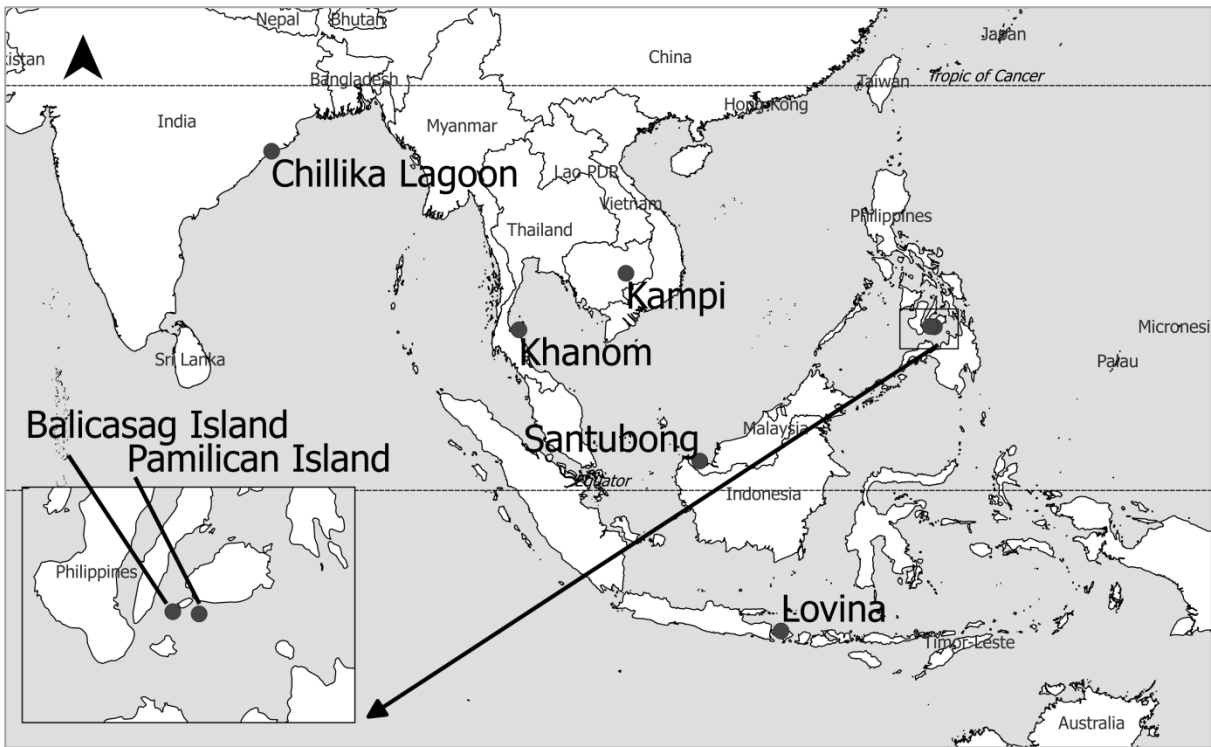 Nepal
Bhutan
Japan
kistan
China
Bangladesh
Taiwan
Tropic of Cancer
Hong Kong
India
Myanmar
Chillika Lagoon
Lao PDR
Vietnam
Thailand
Philippines
Kampi
Micronesi
Khanom
Sri Lanka
Palau
Balicasag Island
Pamilican Island
Santubong
Malaysia
Equator
Indonesia
Philippines
Lovina
Timor-Leste
Australia